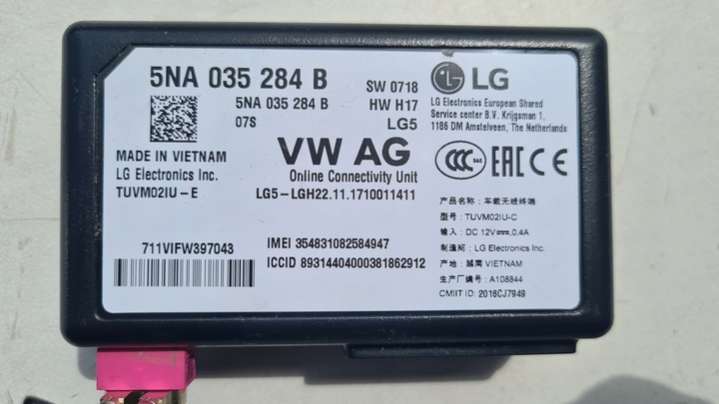 5NA 035 284 B
5NA 035 284 B
07S
SW 0718
HW H17
LG5
LG
LG Electronics European Shared
Service center B.V. Krijgsman 1,
1186 DM Amstelveen, The Netherlands
MADE IN VIETNAM
LG Electronics Inc.
TUVM02IU-E
VW AG
Online Connectivity Unit
LG5-LGH22.11.1710011411
CCC EAC CE
711VIFW397043
IMEI 354831082584947
ICCID 89314404000381862912
产品名称: 车载无线终端
型号: TUVM02IU-C
输入: DC 12V⎓, 0.4A
制造商: LG Electronics Inc.
产地: 越南 VIETNAM
生产厂编号: A108844
CMIIT ID: 2016CJ7949